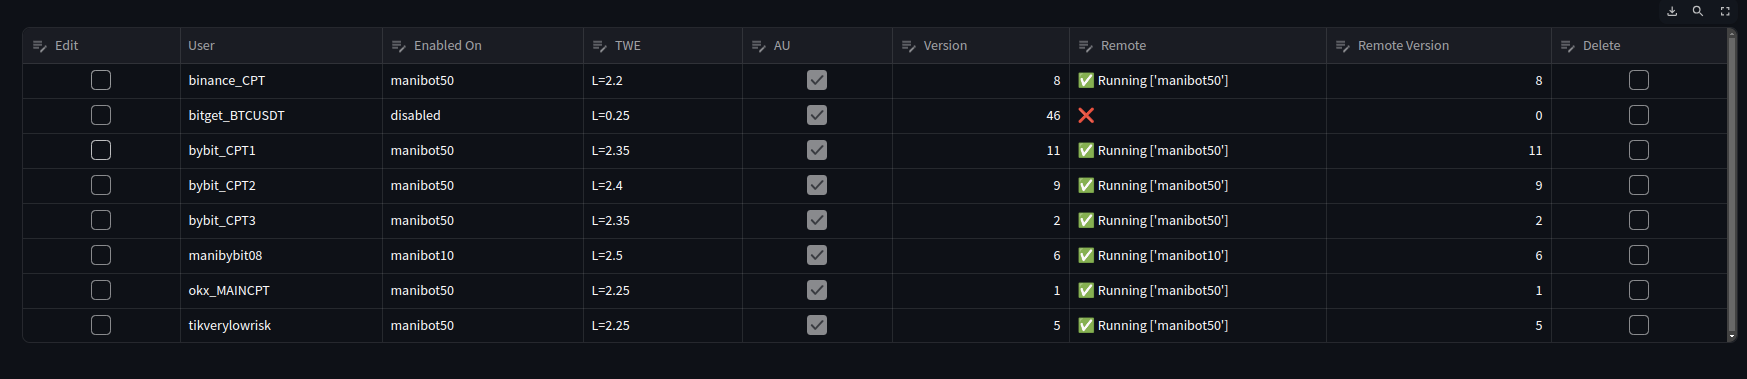 Edit User Enabled On TWE AU Version Remote Remote Version Delete
binance_CPT manibot50 L=2.2 8 ✅ Running ['manibot50'] 8
bitget_BTCUSDT disabled L=0.25 46 ❌ 0
bybit_CPT1 manibot50 L=2.35 11 ✅ Running ['manibot50'] 11
bybit_CPT2 manibot50 L=2.4 9 ✅ Running ['manibot50'] 9
bybit_CPT3 manibot50 L=2.35 2 ✅ Running ['manibot50'] 2
manibybit08 manibot10 L=2.5 6 ✅ Running ['manibot10'] 6
okx_MAINCPT manibot50 L=2.25 1 ✅ Running ['manibot50'] 1
tikverylowrisk manibot50 L=2.25 5 ✅ Running ['manibot50'] 5